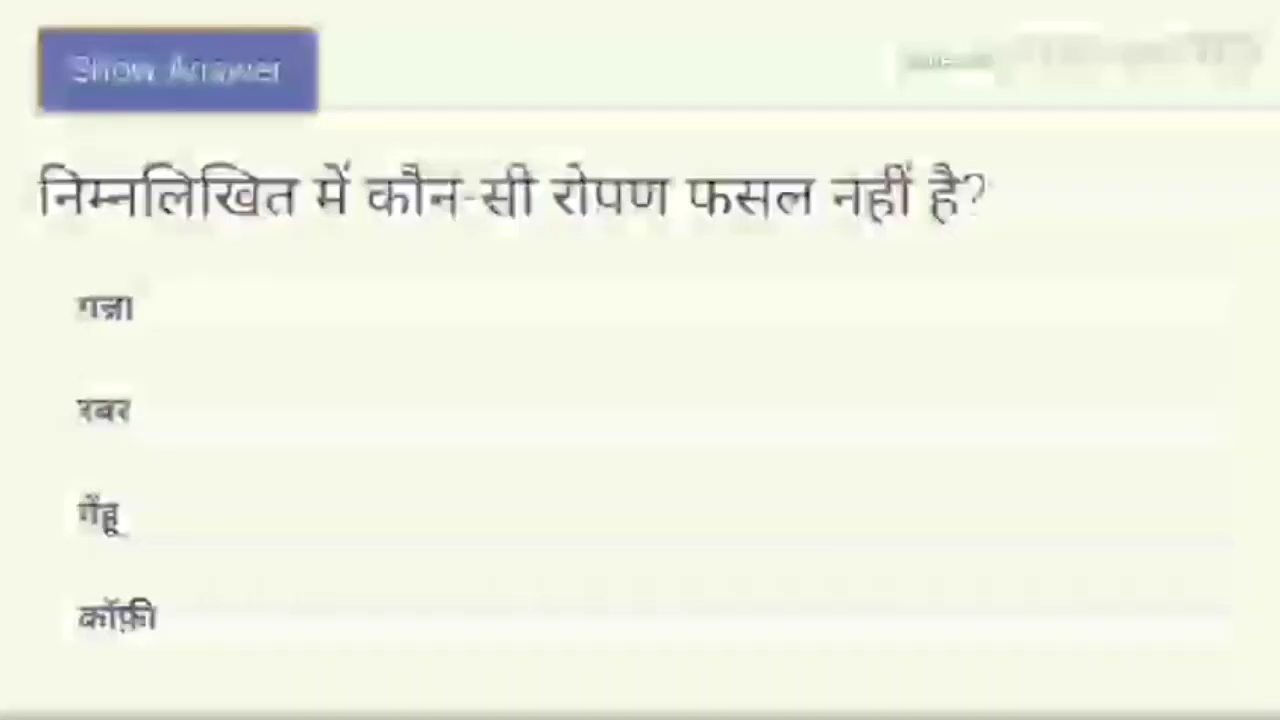 Show Answer
निम्नलिखित में कौन-सी रोपण फसल नहीं है?
गन्ना
रबर
गेंहू
कॉफ़ी